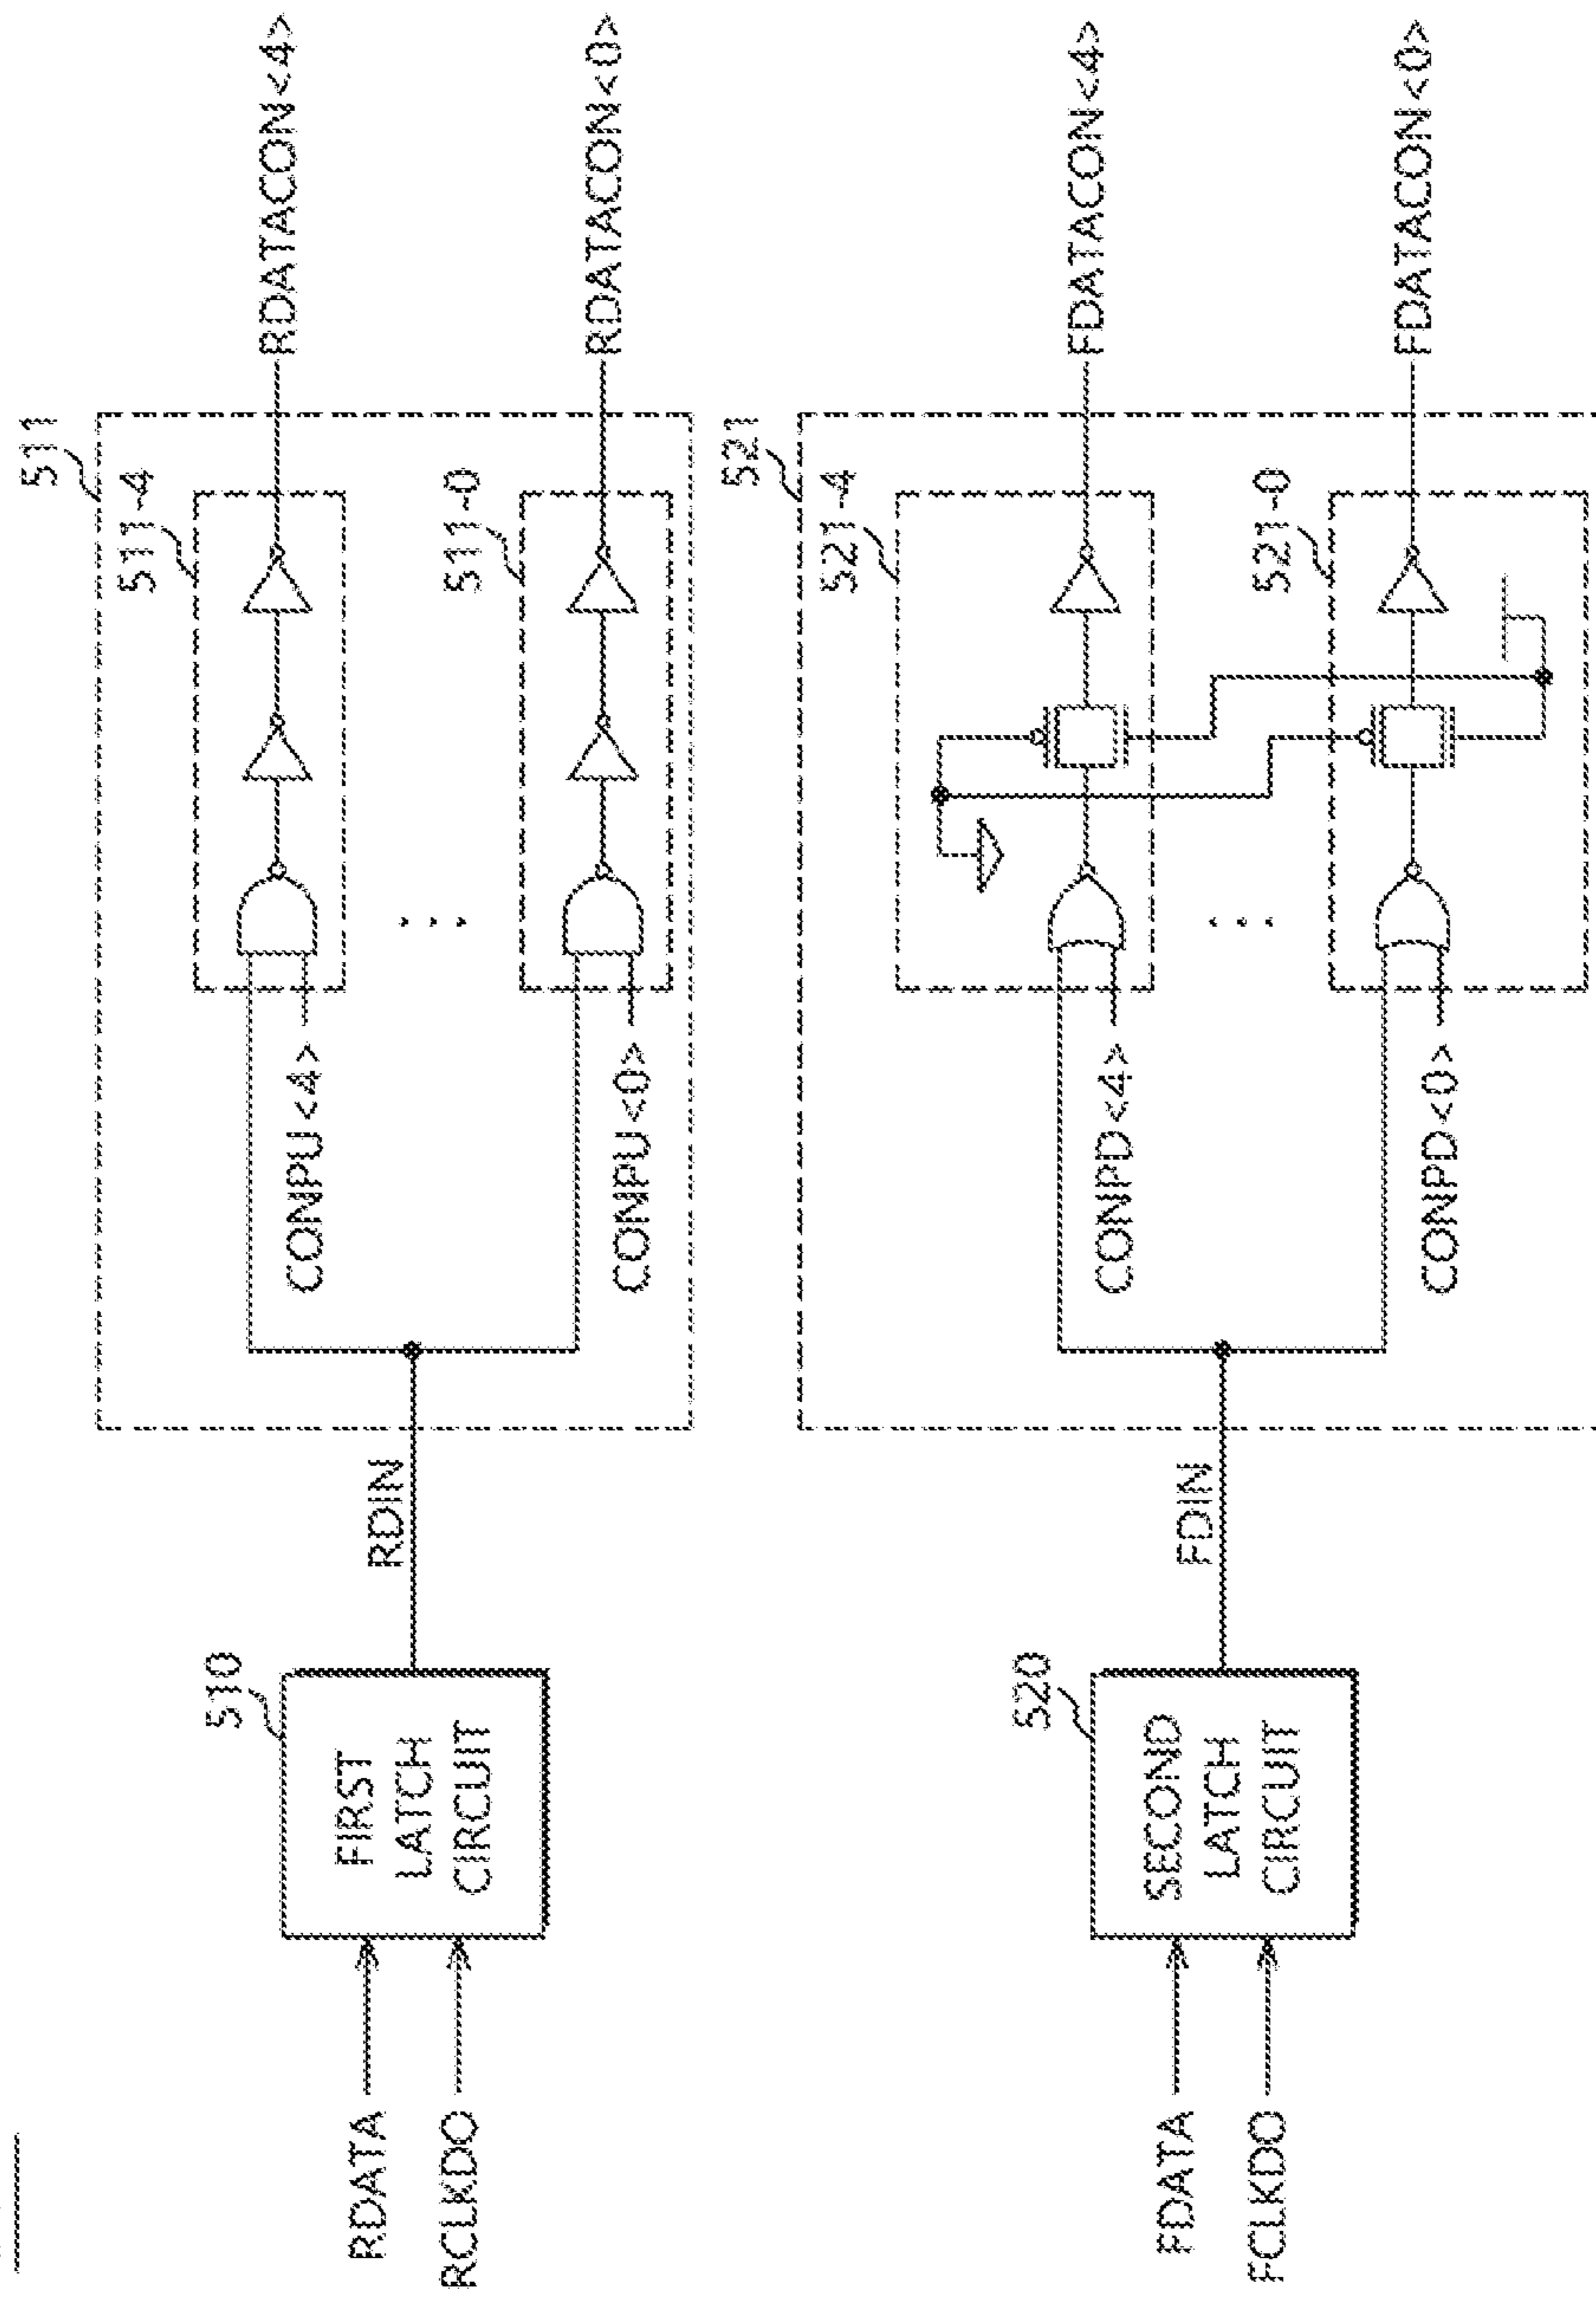 511
511-4
RDATACON<4>
CONPU<4>
...
511-0
RDATACON<0>
CONPU<0>
RDATA
RCLKDO
510
FIRST
LATCH
CIRCUIT
RDIN
521
521-4
FDATACON<4>
CONPD<4>
...
521-0
FDATACON<0>
CONPD<0>
FDATA
FCLKDO
520
SECOND
LATCH
CIRCUIT
FDIN